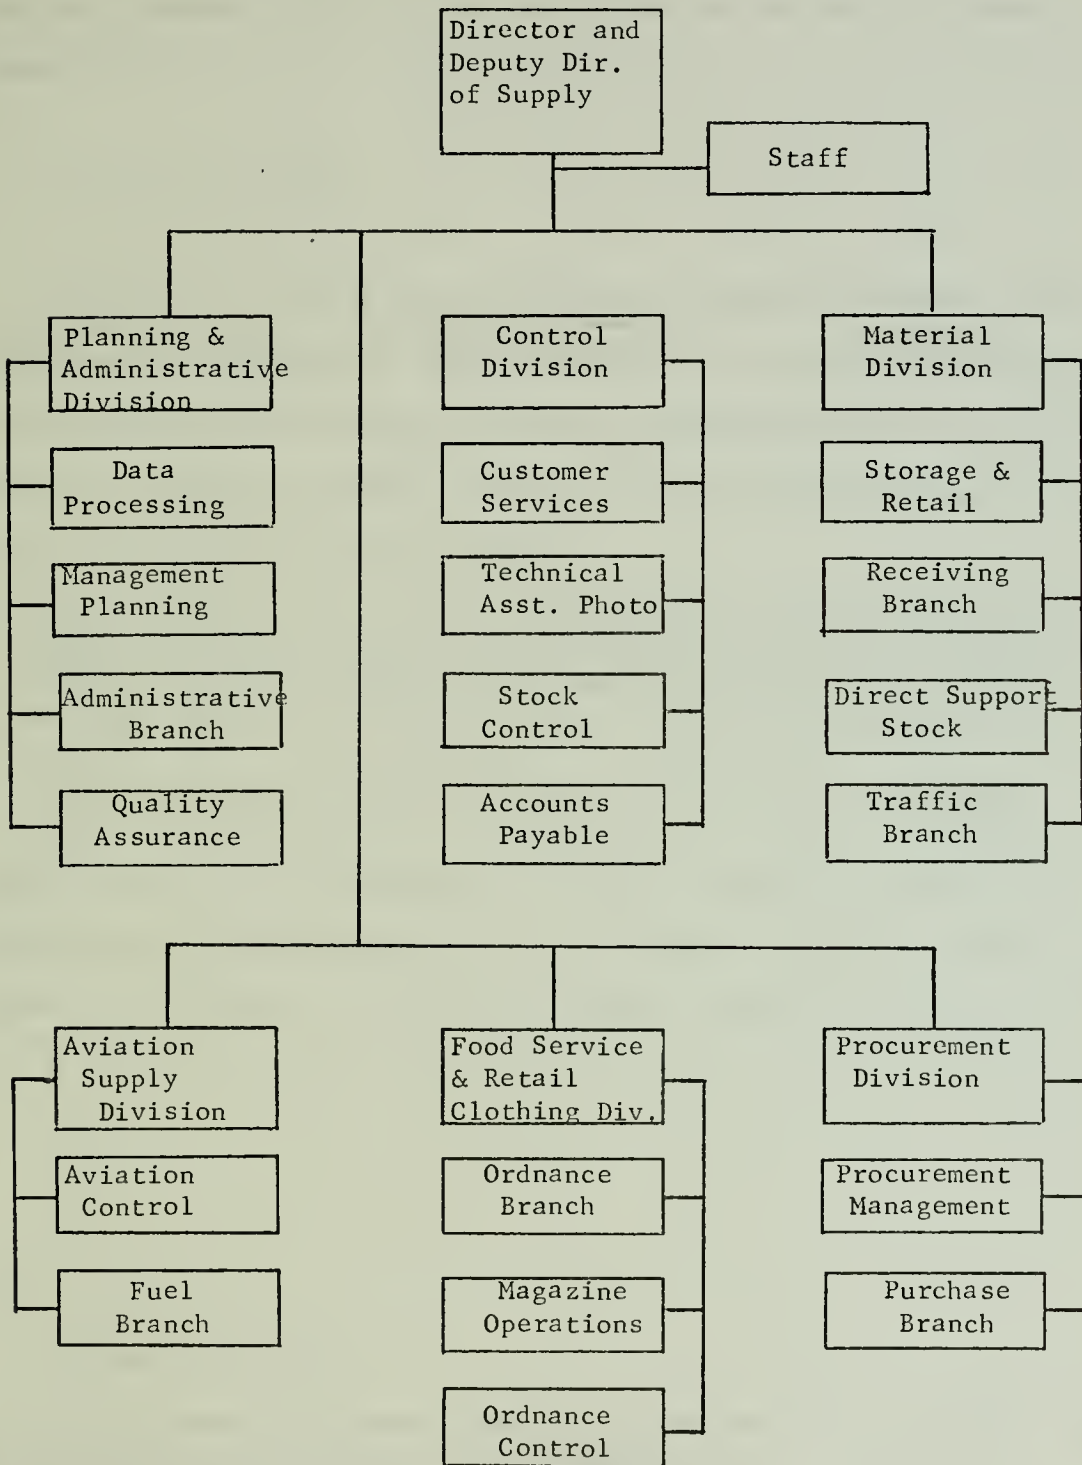 Director and
Deputy Dir.
of Supply
Staff
Planning &
Administrative
Division
Data
Processing
Management
Planning
Administrative
Branch
Quality
Assurance
Control
Division
Customer
Services
Technical
Asst. Photo
Stock
Control
Accounts
Payable
Material
Division
Storage &
Retail
Receiving
Branch
Direct Support
Stock
Traffic
Branch
Aviation
Supply
Division
Aviation
Control
Fuel
Branch
Food Service
& Retail
Clothing Div.
Ordnance
Branch
Magazine
Operations
Ordnance
Control
Procurement
Division
Procurement
Management
Purchase
Branch